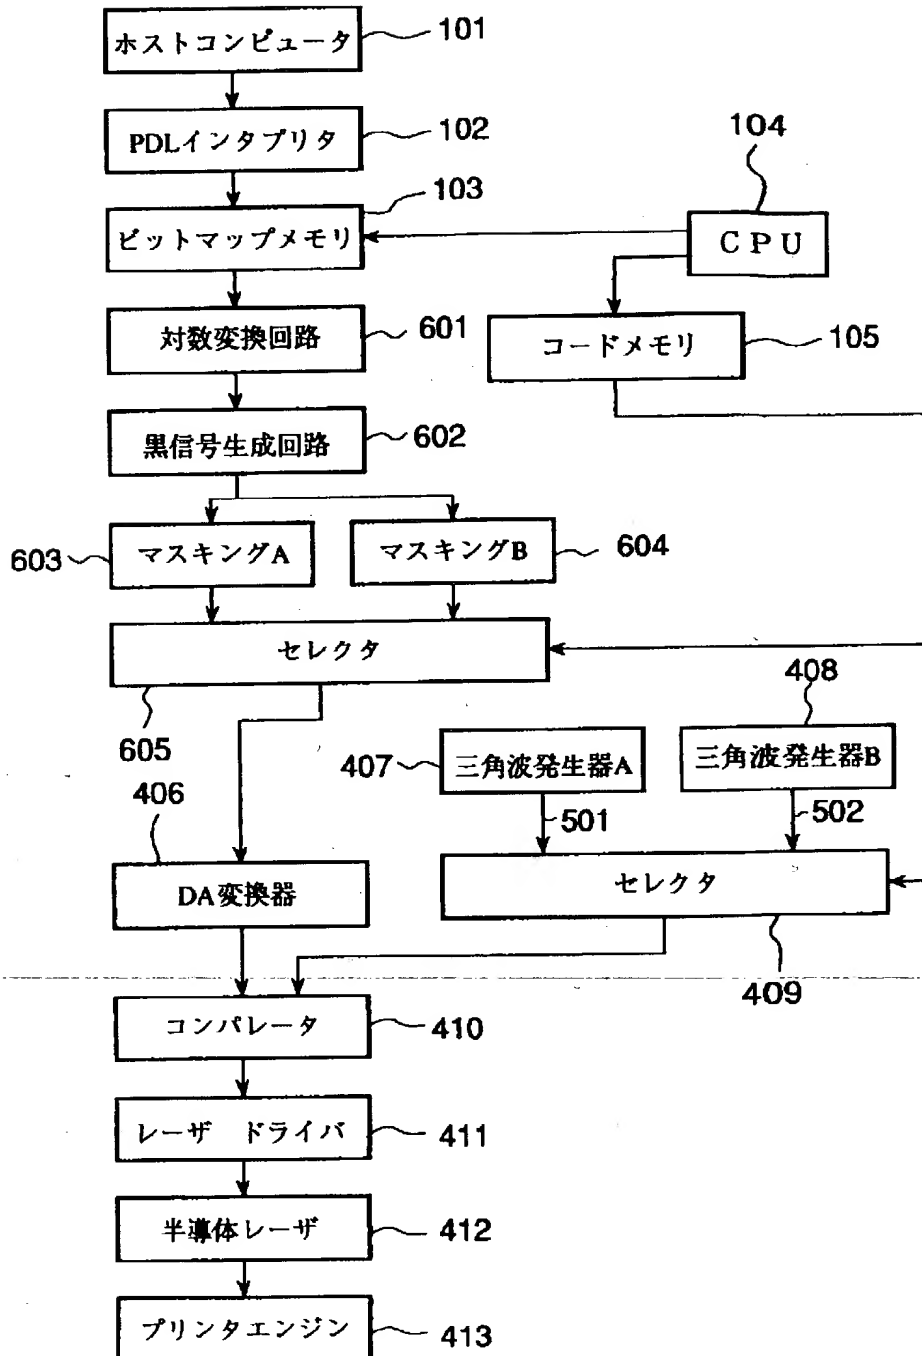 ホストコンピュータ
101
PDLインタプリタ
102
103
104
ビットマップメモリ
CPU
対数変換回路
601
コードメモリ
105
黒信号生成回路
602
603
マスキングA
マスキングB
604
セレクタ
605
408
407
三角波発生器A
三角波発生器B
406
501
502
DA変換器
セレクタ
409
コンパレータ
410
レーザ ドライバ
411
半導体レーザ
412
プリンタエンジン
413